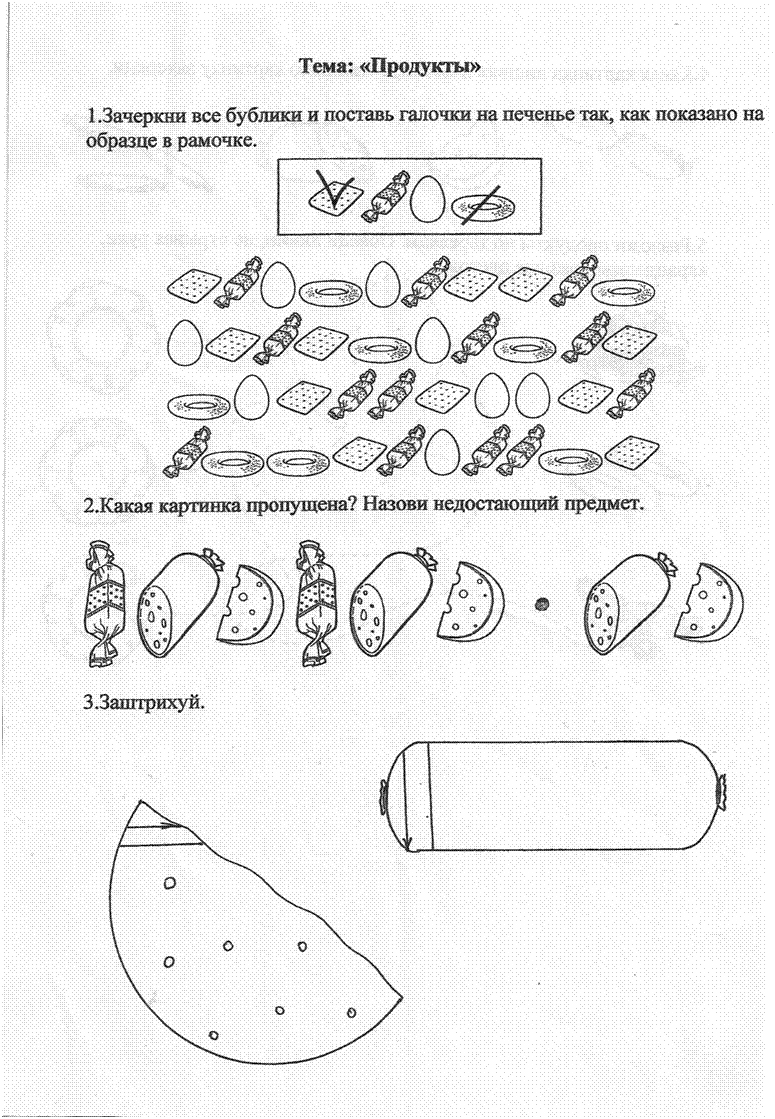 Тема: «Продукты»
1.Зачеркни все бублики и поставь галочки на печенье так, как показано на
образце в рамочке.
2.Какая картинка пропущена? Назови недостающий предмет.
3.Заштрихуй.